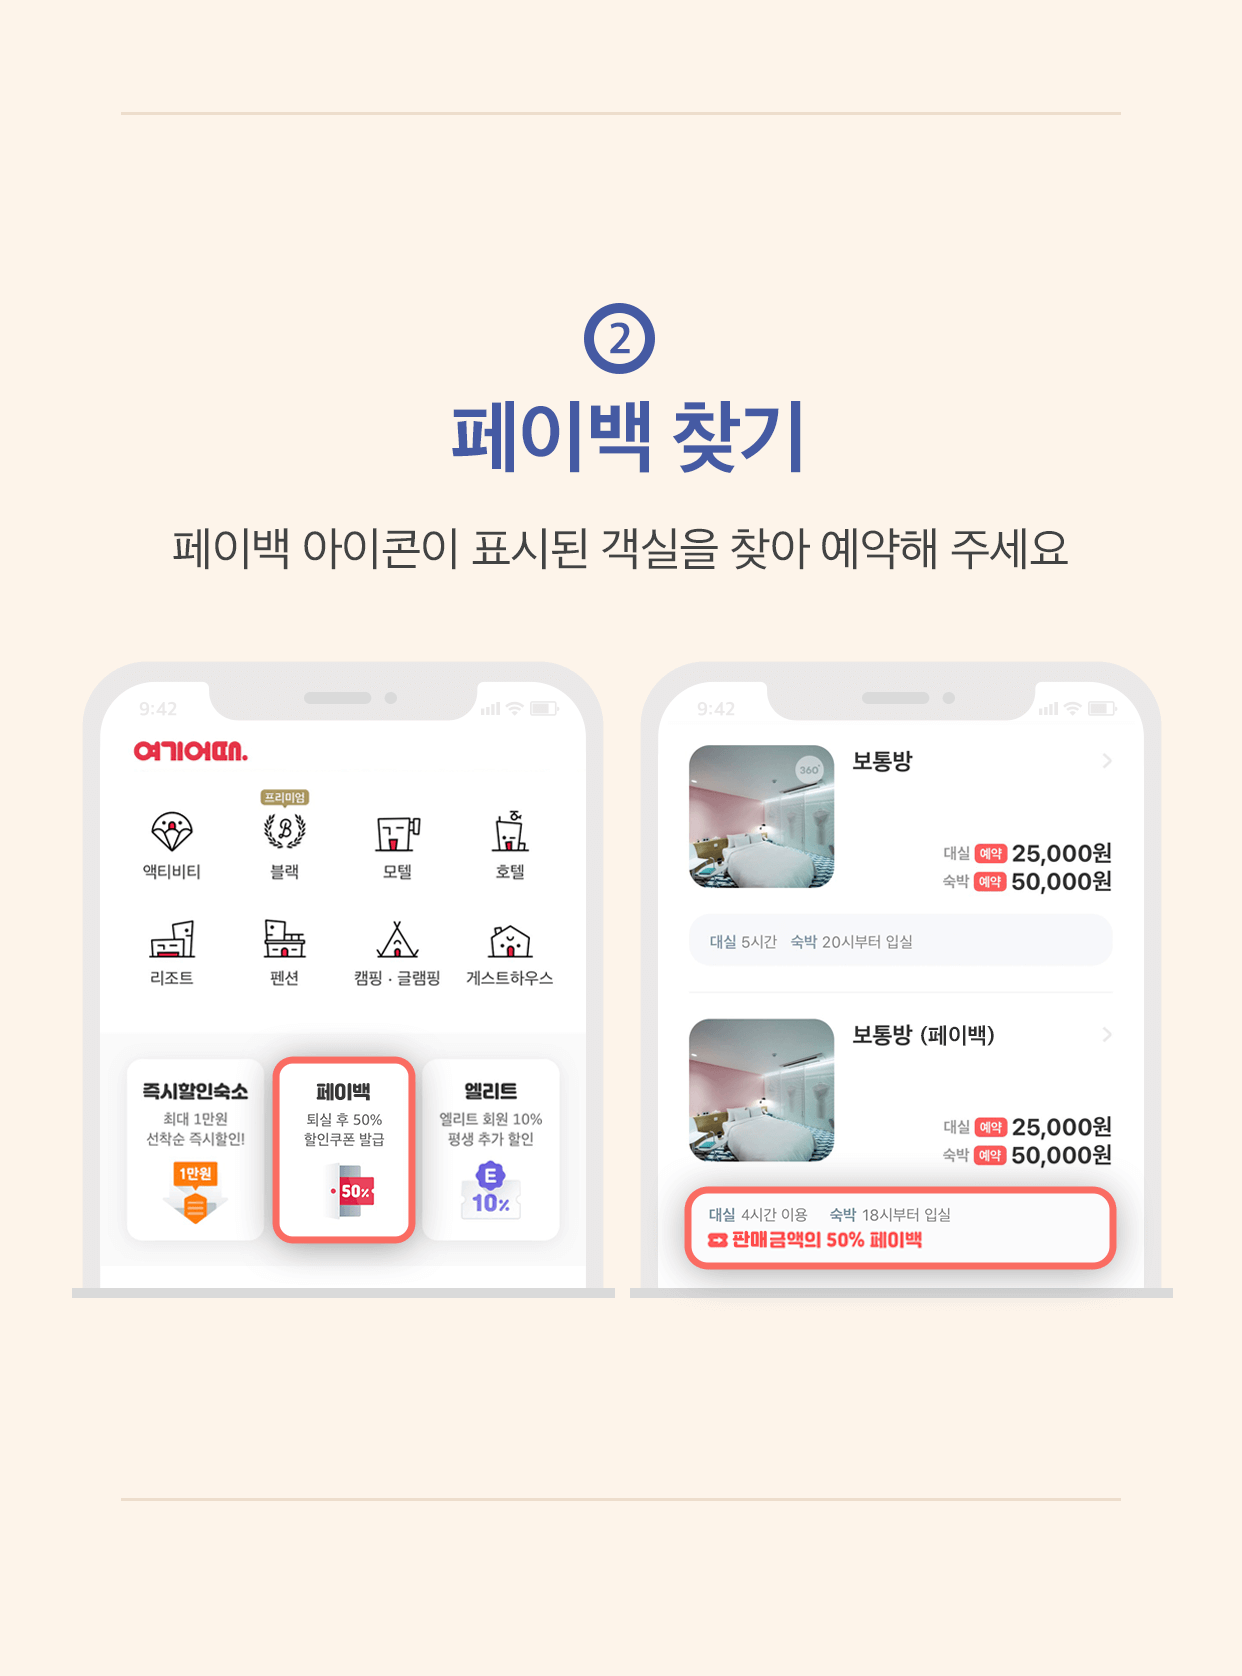 2
페이백 찾기
페이백 아이콘이 표시된 객실을 찾아 예약해 주세요
9:42
여기어때.
프리미엄
B
액티비티
블랙
모텔
호텔
리조트
펜션
캠핑 · 글램핑
게스트하우스
즉시할인숙소
최대 1만원
선착순 즉시할인!
1만원
페이백
퇴실 후 50%
할인쿠폰 발급
50%
엘리트
엘리트 회원 10%
평생 추가 할인
E
10%
9:42
360°
보통방
대실 예약 25,000원
숙박 예약 50,000원
대실 5시간 숙박 20시부터 입실
보통방 (페이백)
대실 예약 25,000원
숙박 예약 50,000원
대실 4시간 이용 숙박 18시부터 입실
판매금액의 50% 페이백